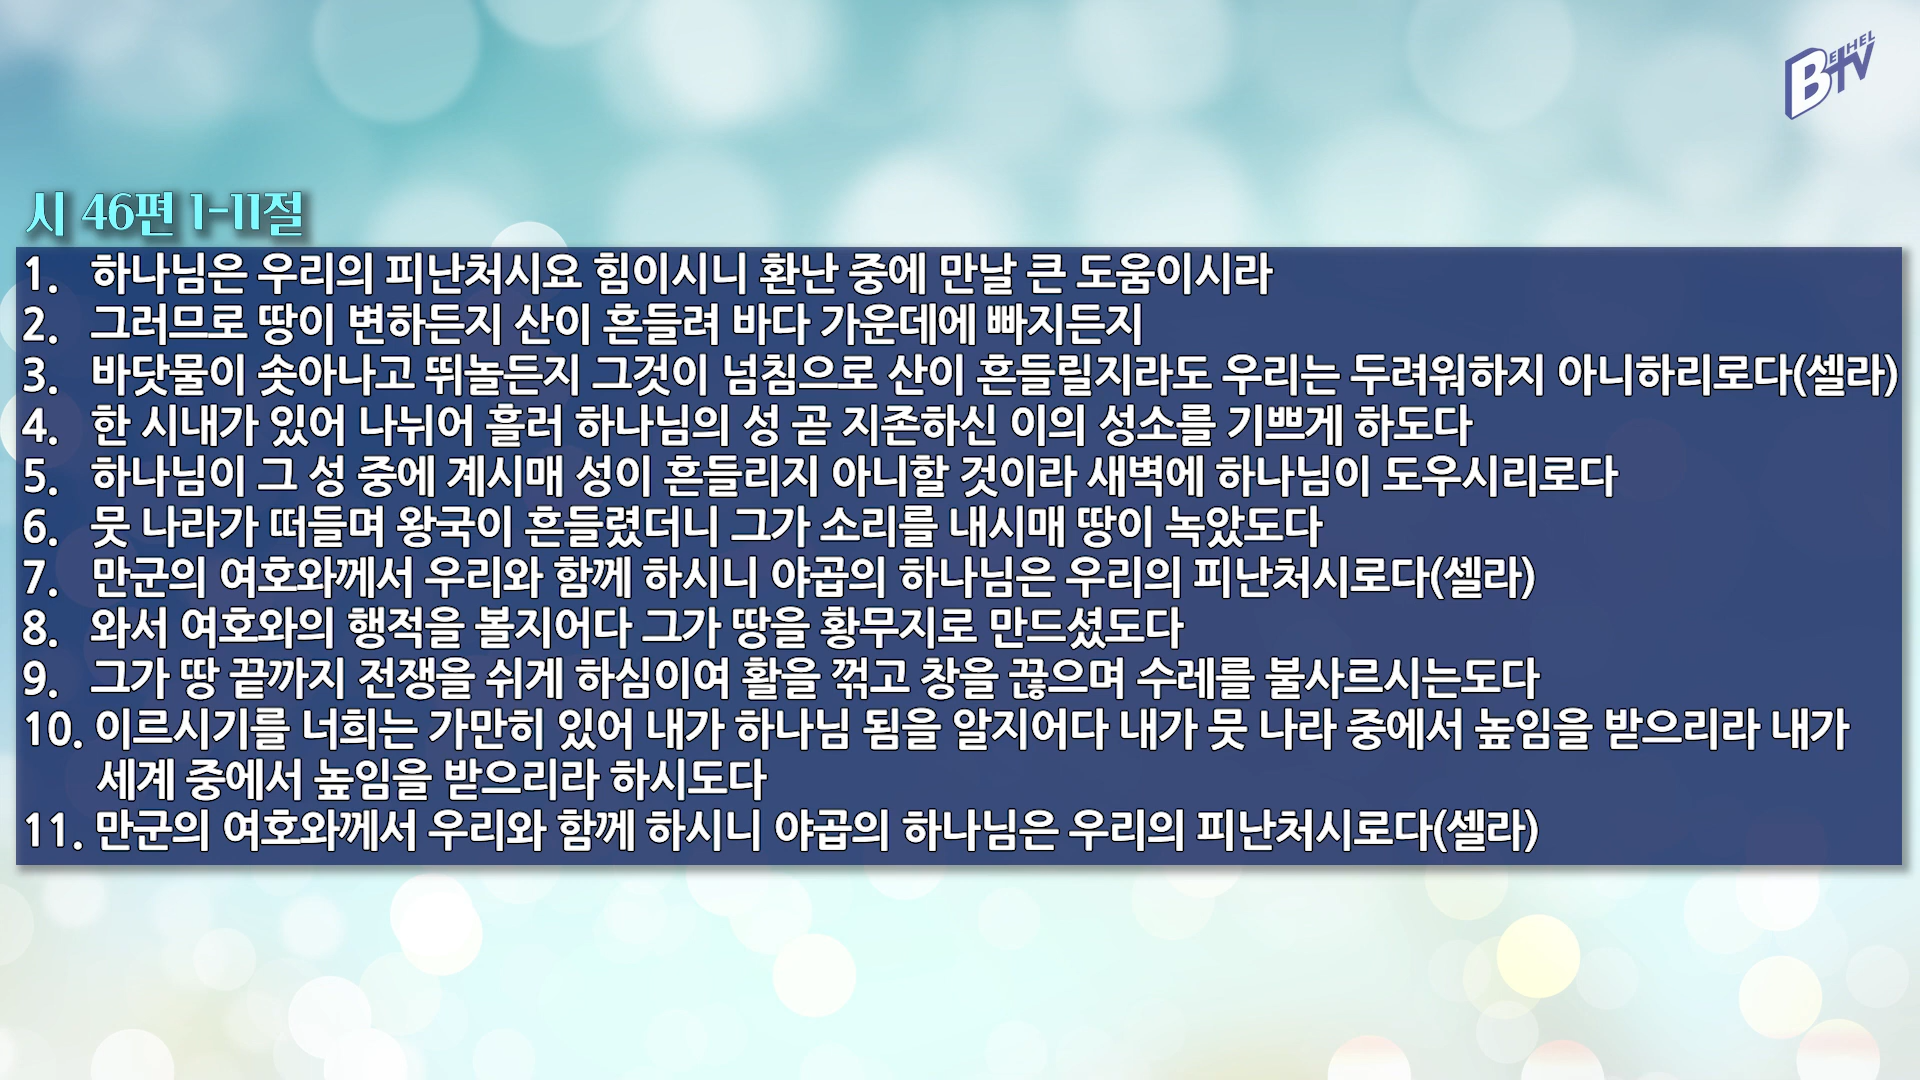 BETHEL TV
시 46편 1-11절
1. 하나님은 우리의 피난처시요 힘이시니 환난 중에 만날 큰 도움이시라
2. 그러므로 땅이 변하든지 산이 흔들려 바다 가운데에 빠지든지
3. 바닷물이 솟아나고 뛰놀든지 그것이 넘침으로 산이 흔들릴지라도 우리는 두려워하지 아니하리로다(셀라)
4. 한 시내가 있어 나뉘어 흘러 하나님의 성 곧 지존하신 이의 성소를 기쁘게 하도다
5. 하나님이 그 성 중에 계시매 성이 흔들리지 아니할 것이라 새벽에 하나님이 도우시리로다
6. 뭇 나라가 떠들며 왕국이 흔들렸더니 그가 소리를 내시매 땅이 녹았도다
7. 만군의 여호와께서 우리와 함께 하시니 야곱의 하나님은 우리의 피난처시로다(셀라)
8. 와서 여호와의 행적을 볼지어다 그가 땅을 황무지로 만드셨도다
9. 그가 땅 끝까지 전쟁을 쉬게 하심이여 활을 꺾고 창을 끊으며 수레를 불사르시는도다
10. 이르시기를 너희는 가만히 있어 내가 하나님 됨을 알지어다 내가 뭇 나라 중에서 높임을 받으리라 내가
세계 중에서 높임을 받으리라 하시도다
11. 만군의 여호와께서 우리와 함께 하시니 야곱의 하나님은 우리의 피난처시로다(셀라)